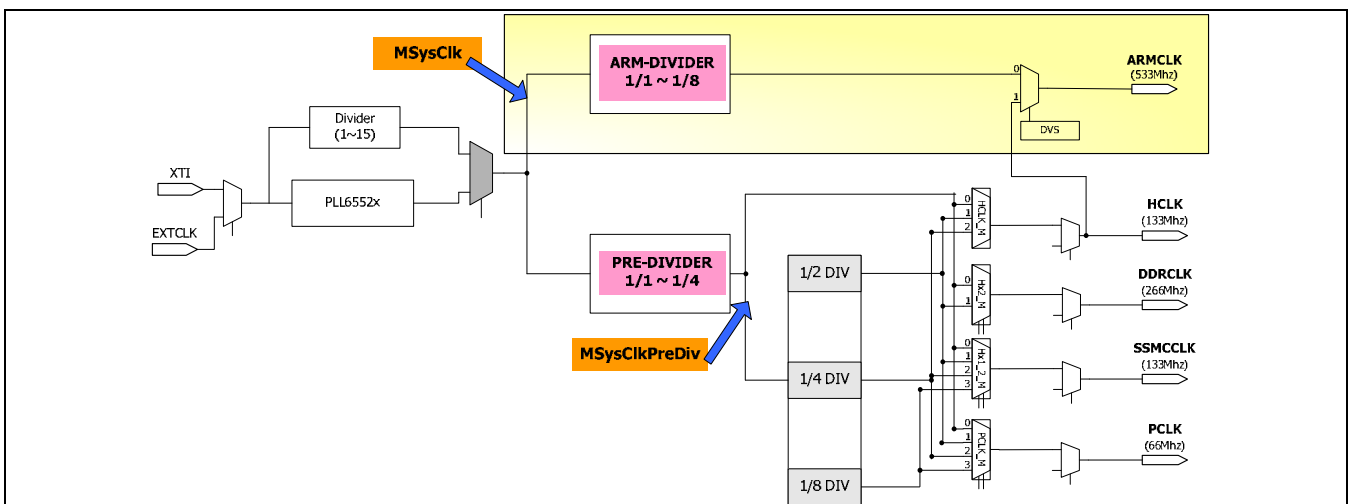 MSysClk
ARM-DIVIDER
1/1 ~ 1/8
0
1
DVS
ARMCLK
(533Mhz)
Divider
(1~15)
XTI
PLL6552x
EXTCLK
PRE-DIVIDER
1/1 ~ 1/4
MSysClkPreDiv
1/2 DIV
1/4 DIV
1/8 DIV
0
1
2
HCLK_M
HCLK
(133Mhz)
0
1
Hx2_M
DDRCLK
(266Mhz)
0
1
2
3
Hx1_2_M
SSMCCLK
(133Mhz)
0
1
2
3
PCLK_M
PCLK
(66Mhz)